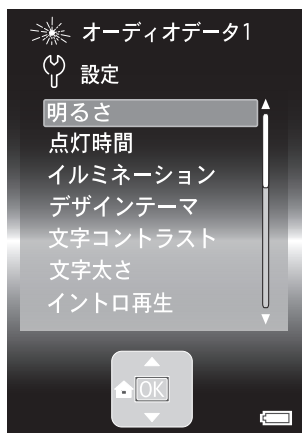 オーディオデータ1
設定
明るさ
点灯時間
イルミネーション
デザインテーマ
文字コントラスト
文字太さ
イントロ再生
OK